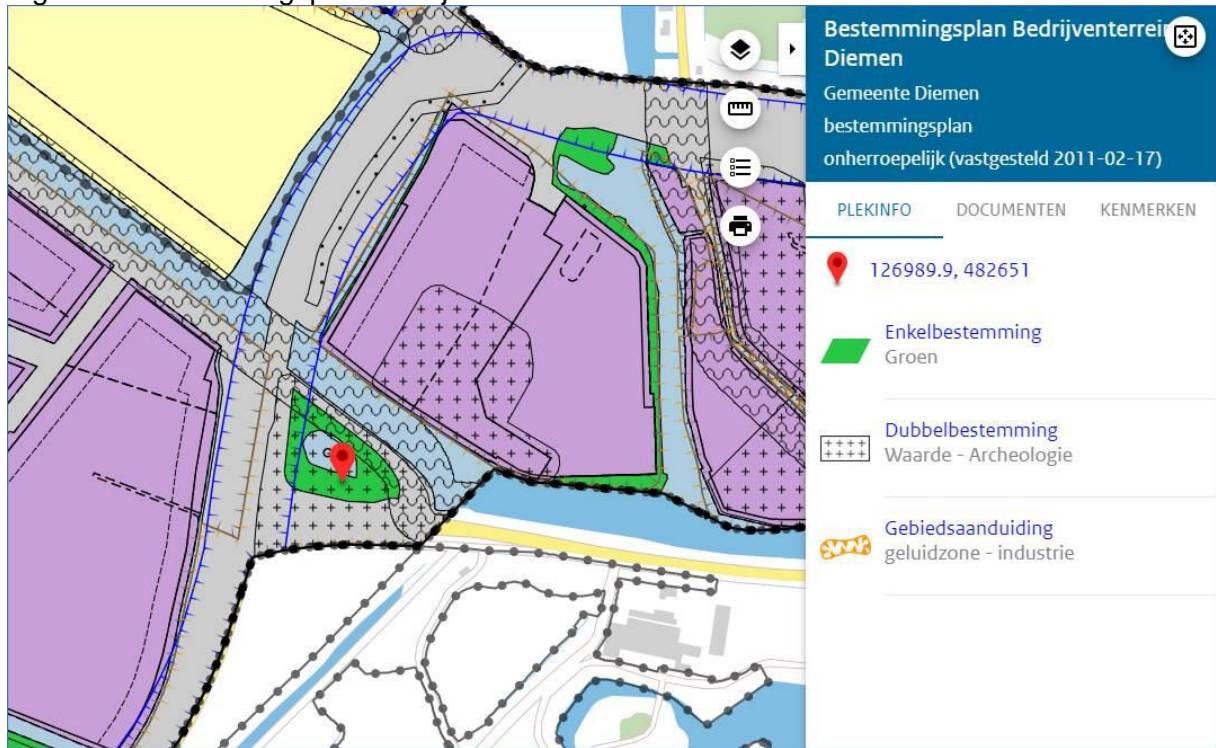 Bestemmingsplan Bedrijventerrein
Diemen
Gemeente Diemen
bestemmingsplan
onherroepelijk (vastgesteld 2011-02-17)
PLEKINFO DOCUMENTEN KENMERKEN
126989.9, 482651
Enkelbestemming
Groen
Dubbelbestemming
Waarde - Archeologie
Gebiedsaanduiding
geluidzone - industrie